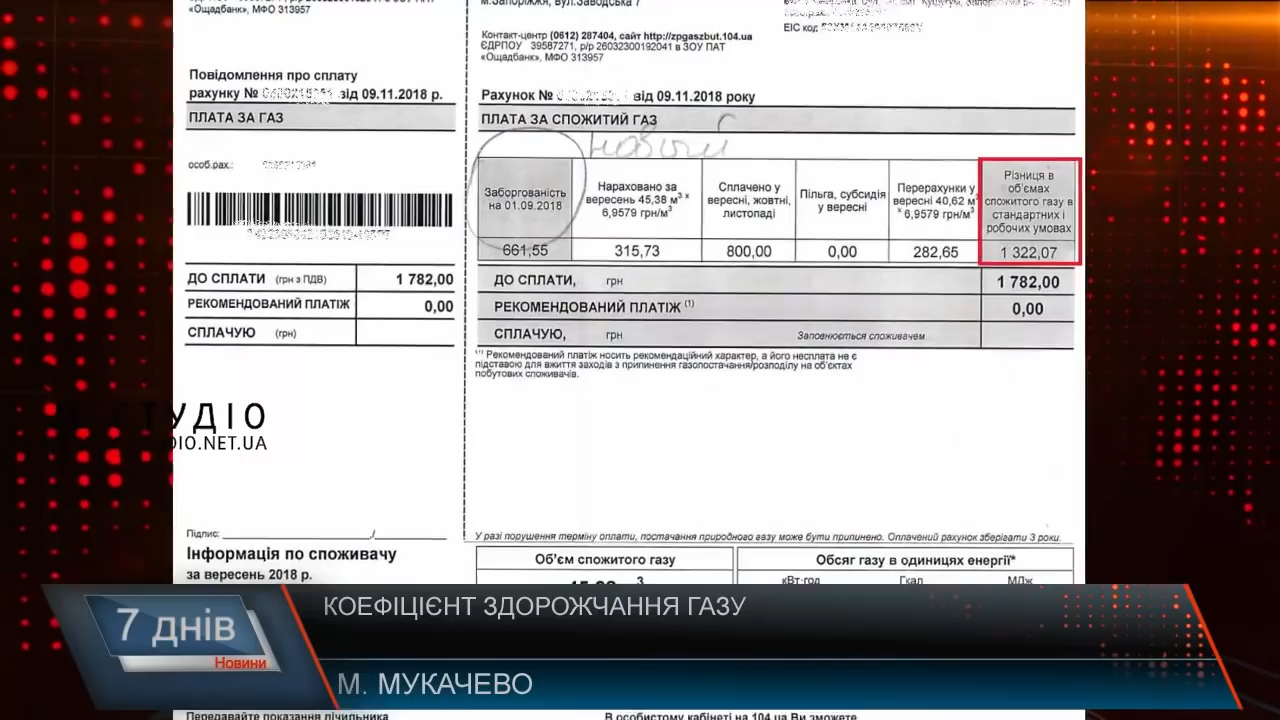 «Ощадбанк», МФО 313957
м.Запоріжжя, вул.Заводська 7
ЕІС код
Контакт-центр (0612) 287404, сайт http://zpgaszbut.104.ua
ЄДРПОУ 39587271, р/р 26032300192041 в ЗОУ ПАТ
«Ощадбанк», МФО 313957
Повідомлення про сплату
рахунку № від 09.11.2018 р.
Рахунок № від 09.11.2018 року
ПЛАТА ЗА ГАЗ
ПЛАТА ЗА СПОЖИТИЙ ГАЗ
новый
особ.рах.:
Заборгованість
на 01.09.2018
Нараховано за
вересень 45,38 м³ х
6,9579 грн/м³
Сплачено у
вересні, жовтні,
листопаді
Пільга, субсидія
у вересні
Перерахунки у
вересні 40,62 м³
х 6,9579 грн/м³
Різниця в
об'ємах
спожитого газу в
стандартних і
робочих умовах
661,55 315,73 800,00 0,00 282,65 1 322,07
ДО СПЛАТИ (грн з ПДВ) 1 782,00
РЕКОМЕНДОВАНИЙ ПЛАТІЖ 0,00
СПЛАЧУЮ (грн)
ДО СПЛАТИ, грн 1 782,00
РЕКОМЕНДОВАНИЙ ПЛАТІЖ (1) 0,00
СПЛАЧУЮ, грн Заповнюється споживачем
(1) Рекомендований платіж носить рекомендаційний характер, а його несплата не є
підставою для вжиття заходів з припинення газопостачання/розподілу на об'єктах
побутових споживачів.
СТУДІО
DIO.NET.UA
Підпис: ____________________/__________
У разі порушення терміну оплати, постачання природного газу може бути припинено. Оплачений рахунок зберігати 3 роки.
Інформація по споживачу
за вересень 2018 р.
Об'єм спожитого газу
Обсяг газу в одиницях енергії*
кВт·год Гкал МДж
7 днів
Новини
КОЕФІЦІЄНТ ЗДОРОЖЧАННЯ ГАЗУ
М. МУКАЧЕВО
Передавайте показання лічильника
В особистому кабінеті на 104.ua Ви зможете